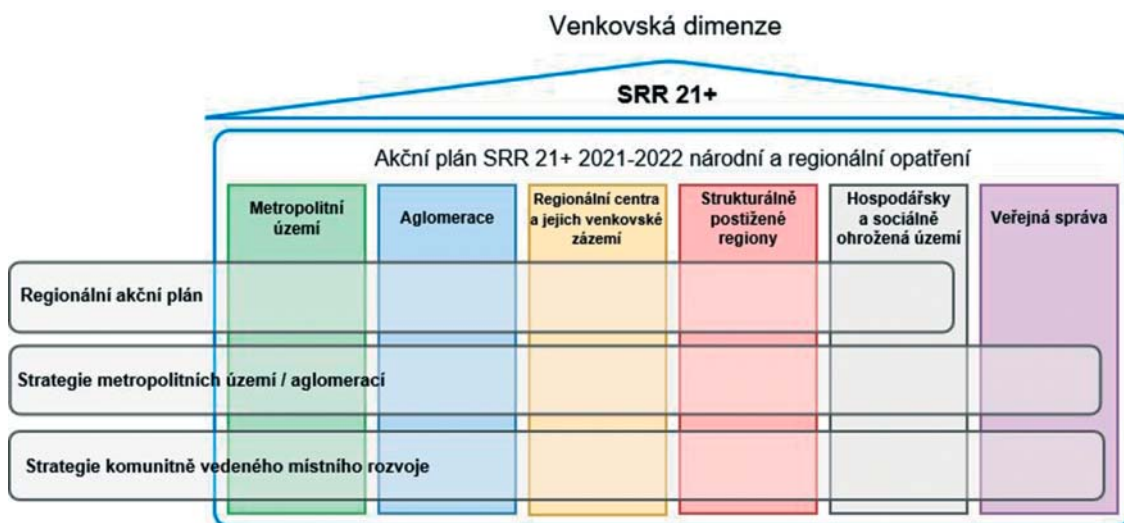 Venkovská dimenze
SRR 21+
Akční plán SRR 21+ 2021-2022 národní a regionální opatření
Metropolitní
území
Aglomerace
Regionální centra
a jejich venkovské
zázemí
Strukturálně
postižené
regiony
Hospodářsky
a sociálně
ohrožená území
Veřejná správa
Regionální akční plán
Strategie metropolitních území / aglomerací
Strategie komunitně vedeného místního rozvoje